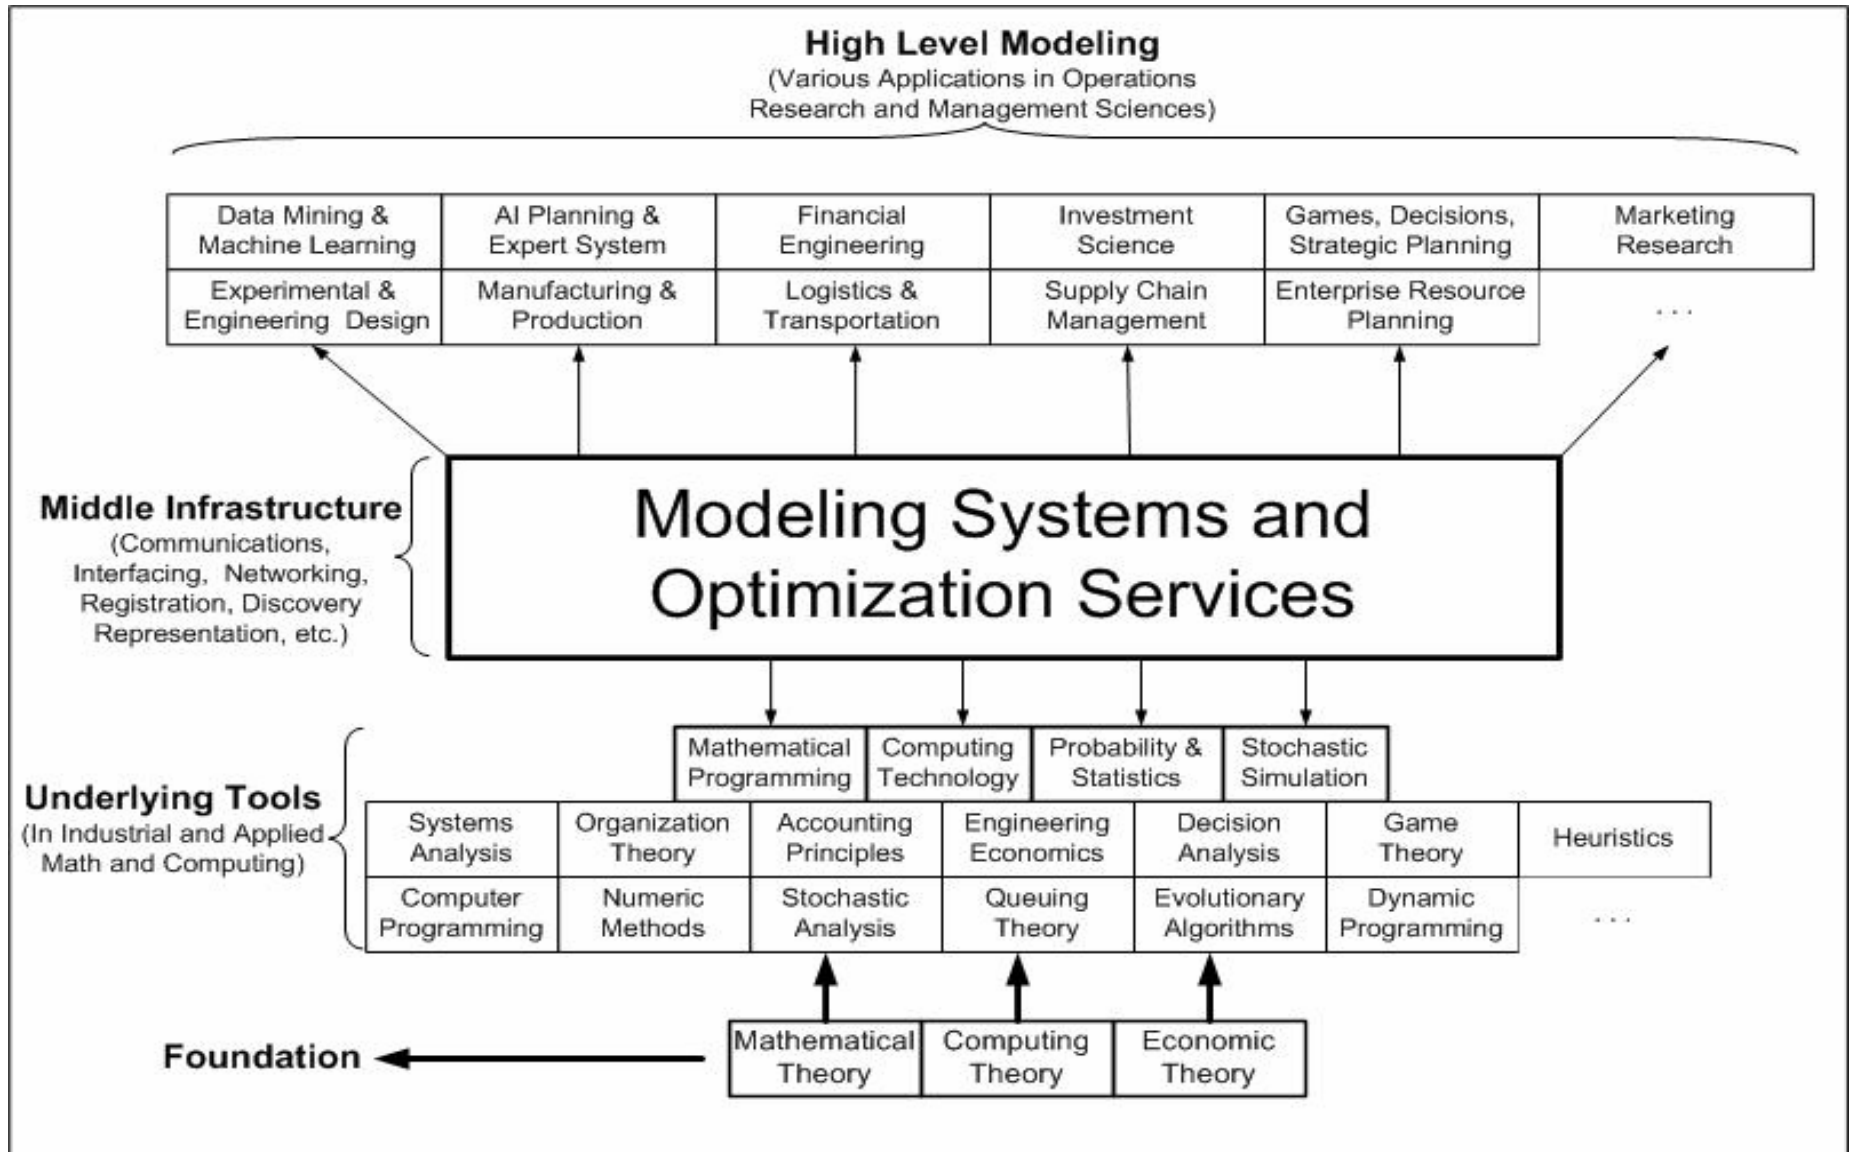 High Level Modeling
(Various Applications in Operations
Research and Management Sciences)
Data Mining &
Machine Learning
AI Planning &
Expert System
Financial
Engineering
Investment
Science
Games, Decisions,
Strategic Planning
Marketing
Research
Experimental &
Engineering Design
Manufacturing &
Production
Logistics &
Transportation
Supply Chain
Management
Enterprise Resource
Planning
. . .
Middle Infrastructure
(Communications,
Interfacing, Networking,
Registration, Discovery
Representation, etc.)
Modeling Systems and
Optimization Services
Underlying Tools
(In Industrial and Applied
Math and Computing)
Mathematical
Programming
Computing
Technology
Probability &
Statistics
Stochastic
Simulation
Systems
Analysis
Organization
Theory
Accounting
Principles
Engineering
Economics
Decision
Analysis
Game
Theory
Heuristics
Computer
Programming
Numeric
Methods
Stochastic
Analysis
Queuing
Theory
Evolutionary
Algorithms
Dynamic
Programming
. . .
Foundation
Mathematical
Theory
Computing
Theory
Economic
Theory